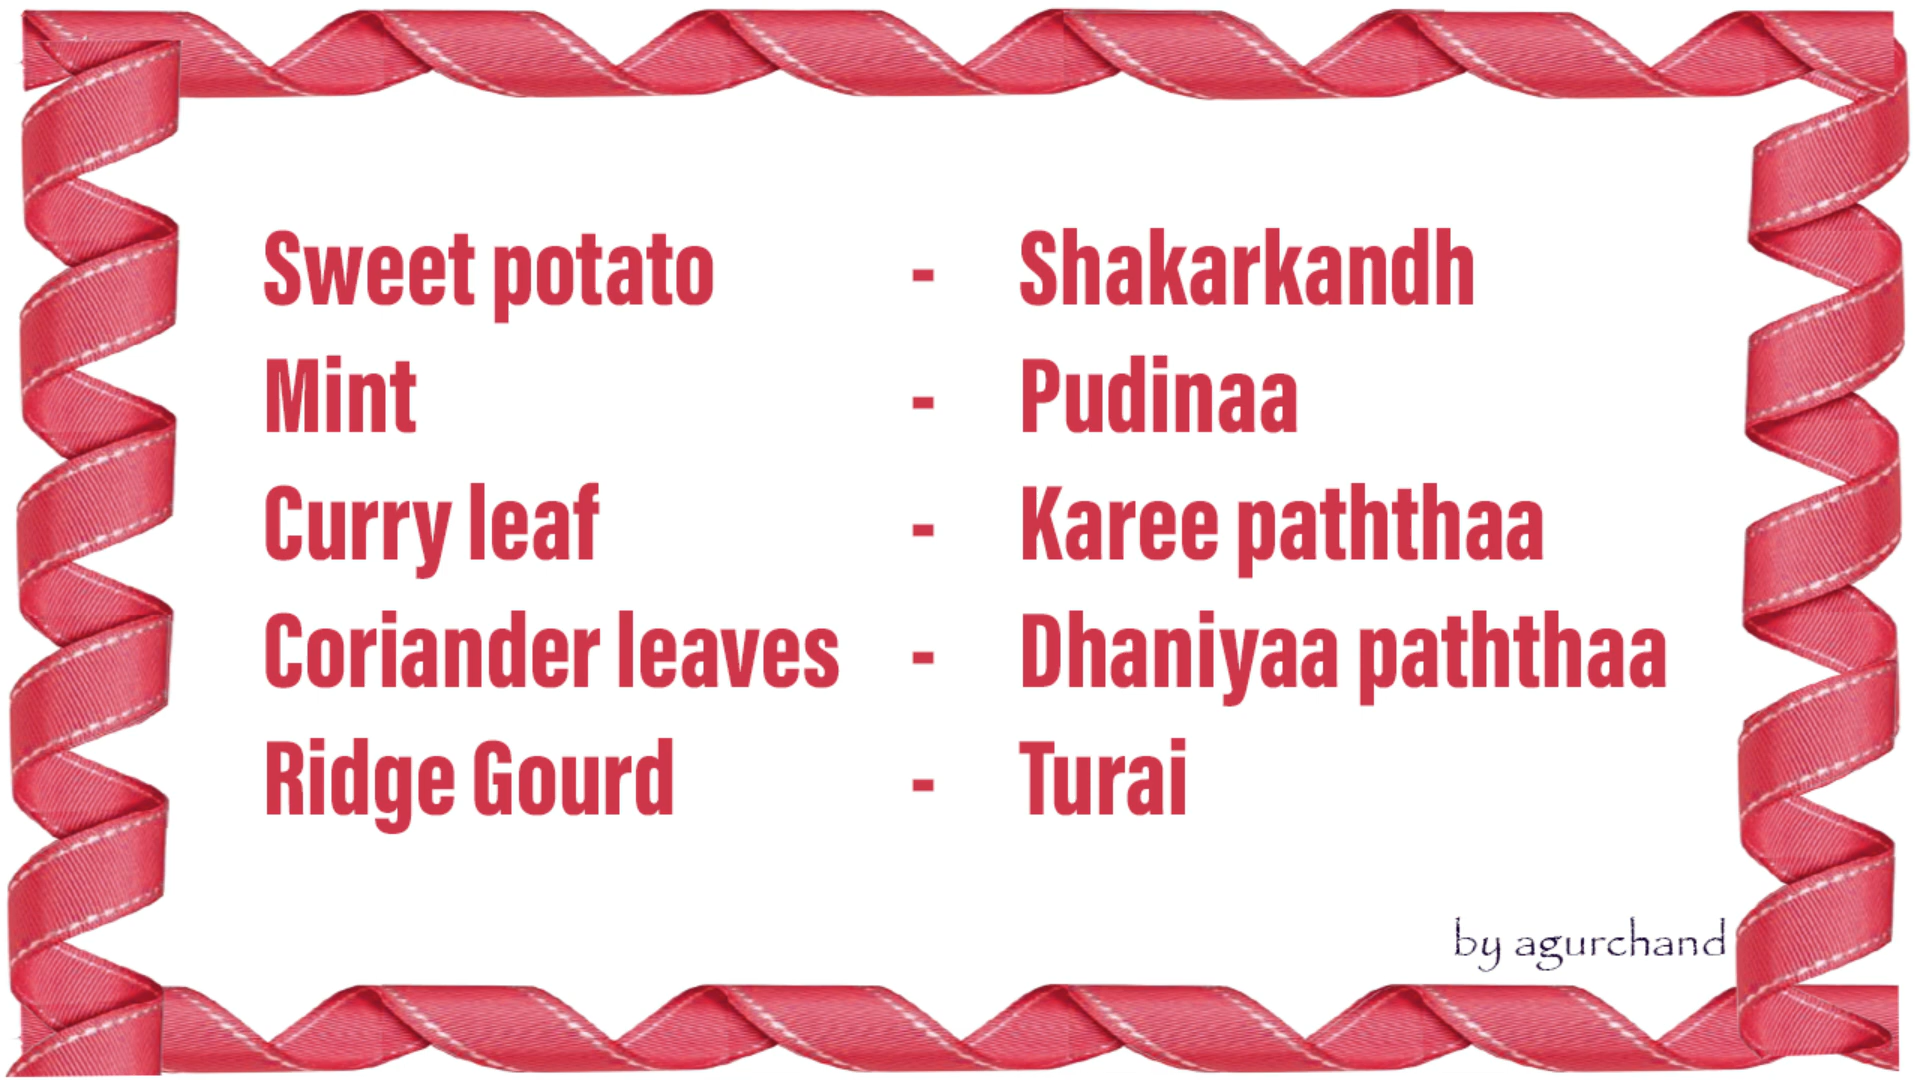 Sweet potato - Shakarkandh
Mint - Pudinaa
Curry leaf - Karee paththaa
Coriander leaves - Dhaniyaa paththaa
Ridge Gourd - Turai
by agurchand